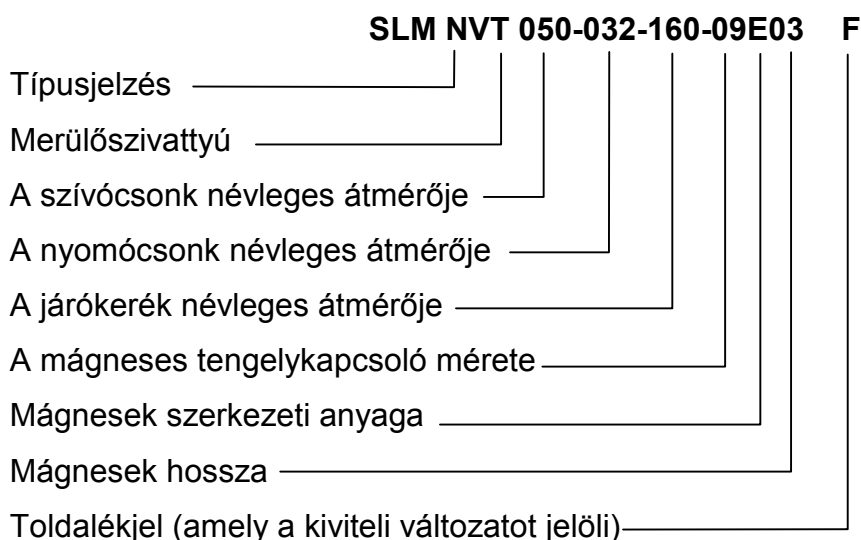 SLM NVT 050-032-160-09E03 F
Típusjelzés
Merülőszivattyú
A szívócsonk névleges átmérője
A nyomócsonk névleges átmérője
A járókerék névleges átmérője
A mágneses tengelykapcsoló mérete
Mágnesek szerkezeti anyaga
Mágnesek hossza
Toldalékjel (amely a kiviteli változatot jelöli)